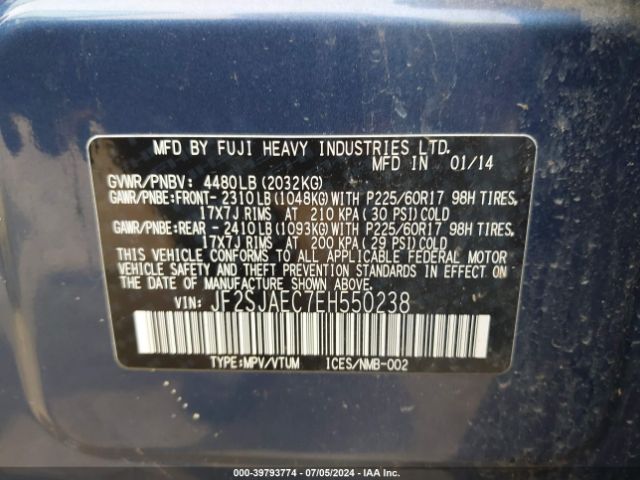 MFD BY FUJI HEAVY INDUSTRIES LTD.
MFD IN 01/14
GVWR/PNBV: 4480LB(2032KG)
GAWR/PNBE:FRONT- 2310LB(1048KG)WITH P225/60R17 98H TIRES,
17X7J RIMS AT 210 KPA(30 PSI)COLD
GAWR/PNBE:REAR - 2410LB(1093KG)WITH P225/60R17 98H TIRES,
17X7J RIMS AT 200 KPA(29 PSI)COLD
THIS VEHICLE CONFORMS TO ALL APPLICABLE FEDERAL MOTOR
VEHICLE SAFETY AND THEFT PREVENTION STANDARDS IN EFFECT ON
THE DATE OF MANUFACTURE SHOWN ABOVE.
VIN: JF2SJAEC7EH550238
TYPE:MPV/VTUM ICES/NMB-002
000-39793774 - 07/05/2024 - IAAI.com